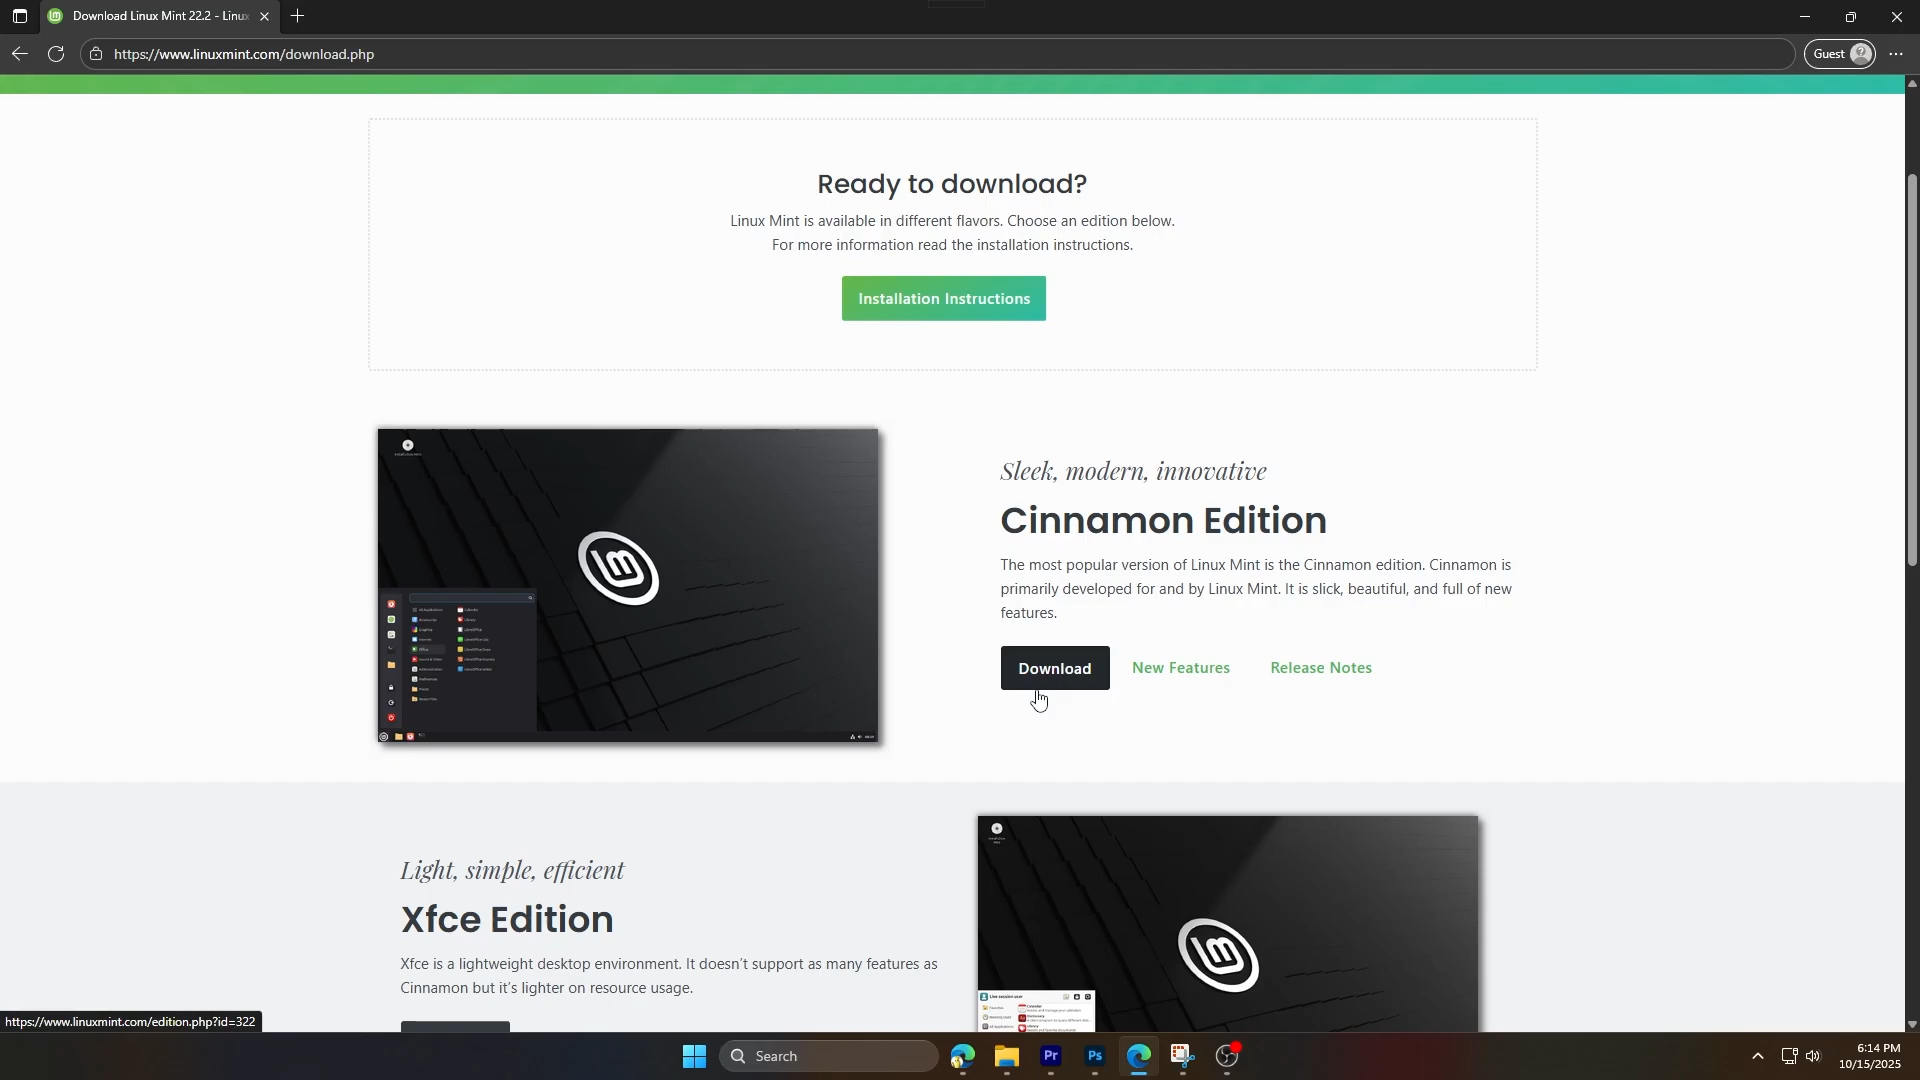 Download Linux Mint 22.2 - Linux
https://www.linuxmint.com/download.php
Guest
Ready to download?
Linux Mint is available in different flavors. Choose an edition below.
For more information read the installation instructions.
Installation Instructions
Sleek, modern, innovative
Cinnamon Edition
The most popular version of Linux Mint is the Cinnamon edition. Cinnamon is
primarily developed for and by Linux Mint. It is slick, beautiful, and full of new
features.
Download
New Features
Release Notes
Light, simple, efficient
Xfce Edition
Xfce is a lightweight desktop environment. It doesn't support as many features as
Cinnamon but it's lighter on resource usage.
https://www.linuxmint.com/edition.php?id=322
Search
Pr
Ps
6:14 PM
10/15/2025